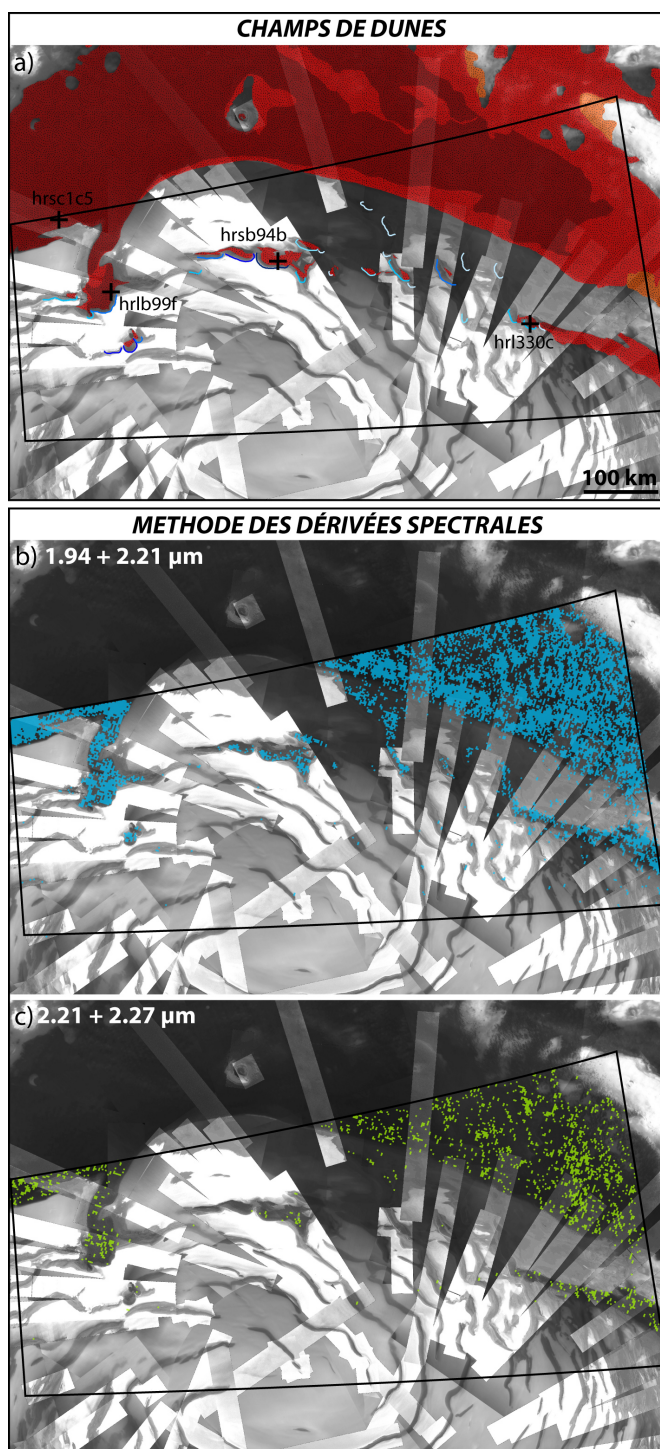 CHAMPS DE DUNES
a)
hrsc1c5
hrsb94b
hrlb99f
hrl330c
100 km
METHODE DES DÉRIVÉES SPECTRALES
b) 1.94 + 2.21 µm
c) 2.21 + 2.27 µm